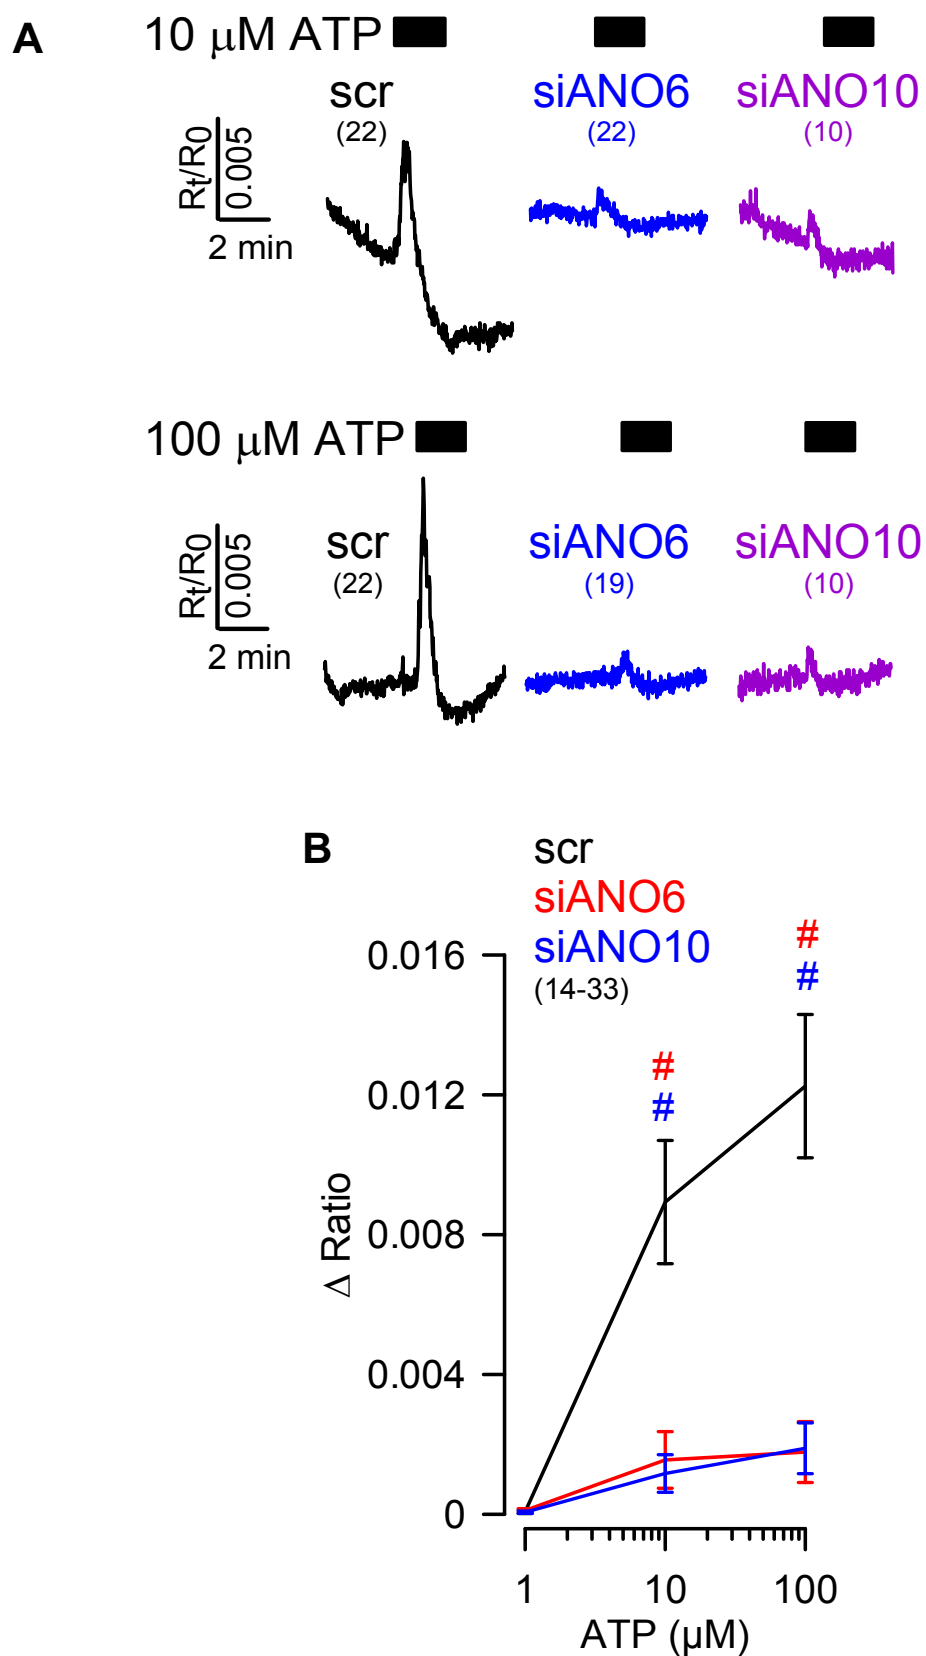 A
10 μM ATP
scr
siANO6
siANO10
(22)
(22)
(10)
Rt/R0
0.005
2 min
100 μM ATP
scr
siANO6
siANO10
(22)
(19)
(10)
Rt/R0
0.005
2 min
B
scr
siANO6
siANO10
(14-33)
#
#
#
#
0.016
0.012
0.008
0.004
0
Δ Ratio
1
10
100
ATP (μM)